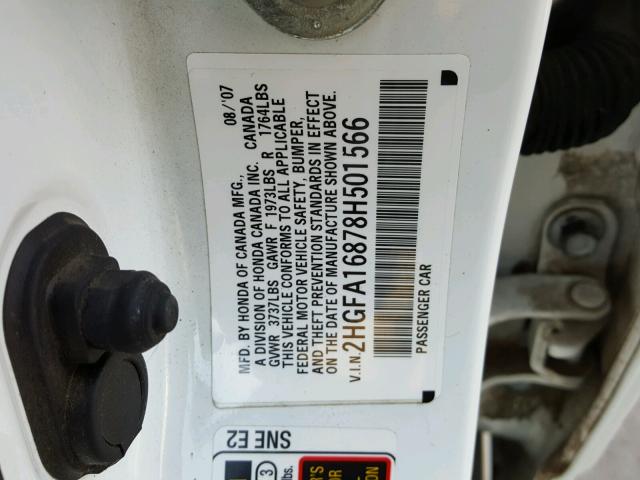 MFD. BY HONDA OF CANADA MFG., 08/'07
A DIVISION OF HONDA CANADA INC. CANADA
GVWR 3737LBS GAWR F 1973LBS R 1764LBS
THIS VEHICLE CONFORMS TO ALL APPLICABLE
FEDERAL MOTOR VEHICLE SAFETY, BUMPER,
AND THEFT PREVENTION STANDARDS IN EFFECT
ON THE DATE OF MANUFACTURE SHOWN ABOVE.
V.I.N. 2HGFA16878H501566
PASSENGER CAR
SNE E2
3
lbs.